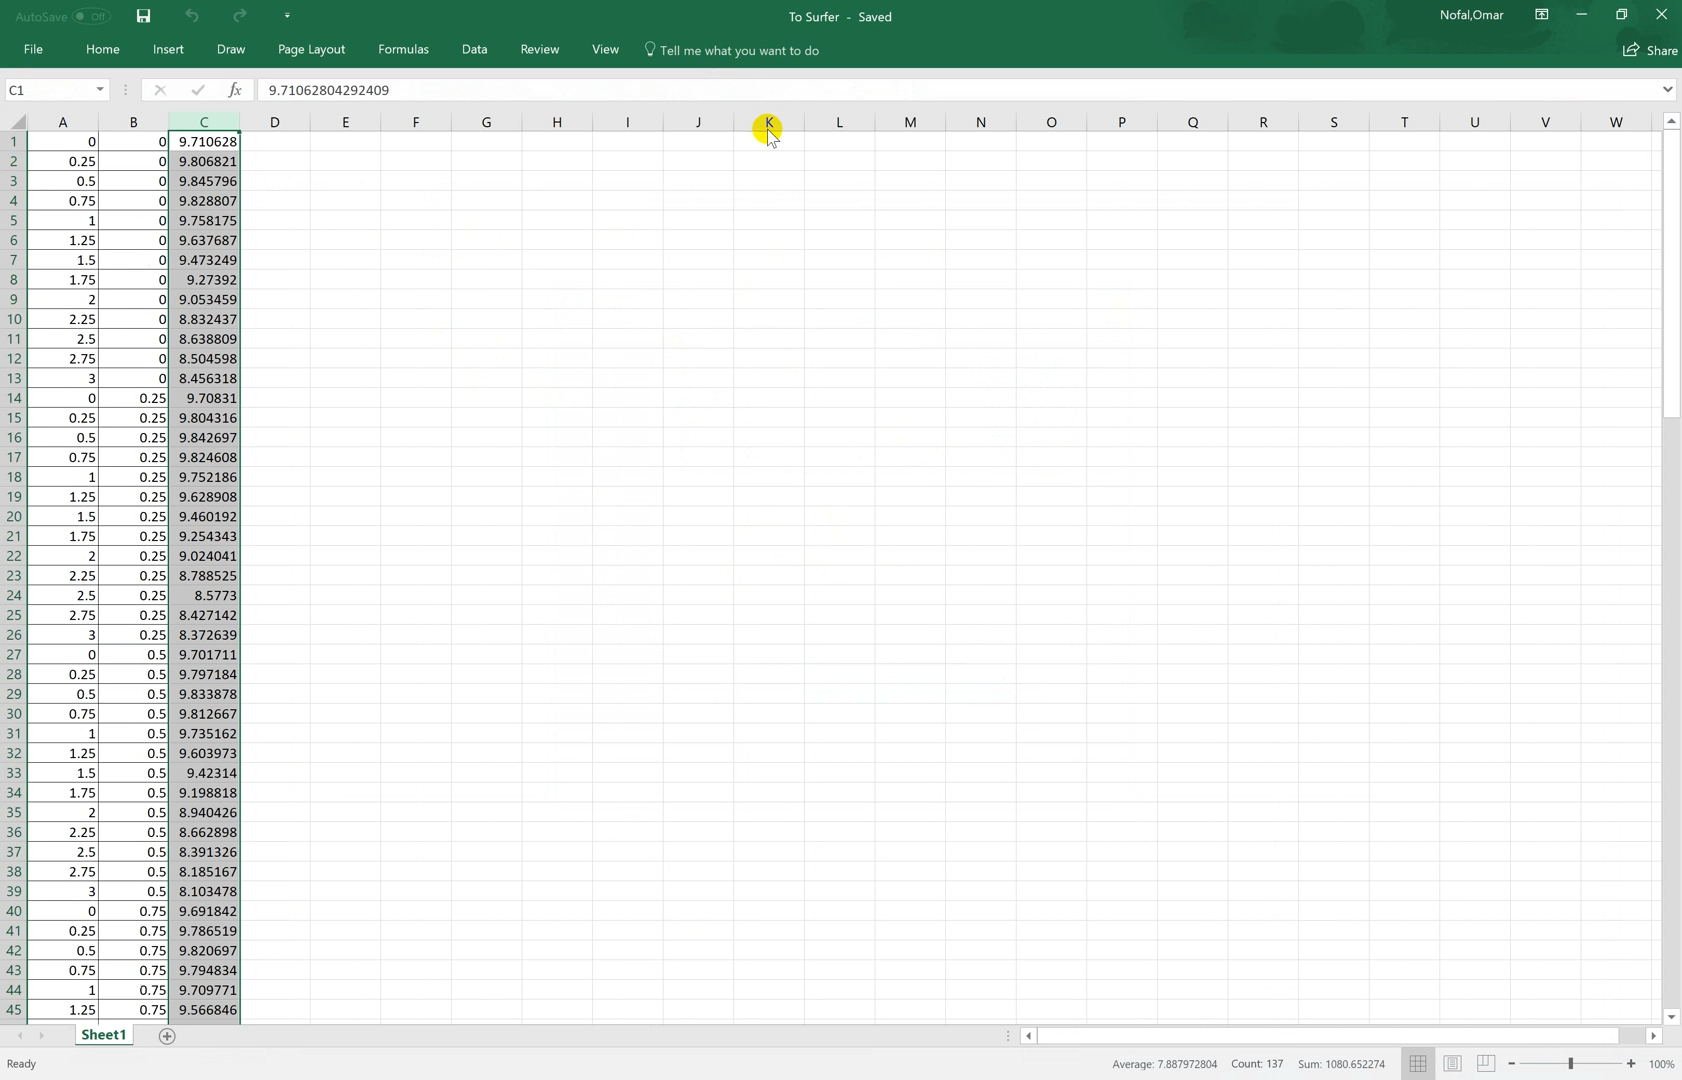 AutoSave Off To Surfer - Saved Nofal,Omar
File Home Insert Draw Page Layout Formulas Data Review View Tell me what you want to do Share
C1 fx 9.71062804292409
A B C D E F G H I J K L M N O P Q R S T U V W
1 0 0 9.710628
2 0.25 0 9.806821
3 0.5 0 9.845796
4 0.75 0 9.828807
5 1 0 9.758175
6 1.25 0 9.637687
7 1.5 0 9.473249
8 1.75 0 9.27392
9 2 0 9.053459
10 2.25 0 8.832437
11 2.5 0 8.638809
12 2.75 0 8.504598
13 3 0 8.456318
14 0 0.25 9.70831
15 0.25 0.25 9.804316
16 0.5 0.25 9.842697
17 0.75 0.25 9.824608
18 1 0.25 9.752186
19 1.25 0.25 9.628908
20 1.5 0.25 9.460192
21 1.75 0.25 9.254343
22 2 0.25 9.024041
23 2.25 0.25 8.788525
24 2.5 0.25 8.5773
25 2.75 0.25 8.427142
26 3 0.25 8.372639
27 0 0.5 9.701711
28 0.25 0.5 9.797184
29 0.5 0.5 9.833878
30 0.75 0.5 9.812667
31 1 0.5 9.735162
32 1.25 0.5 9.603973
33 1.5 0.5 9.42314
34 1.75 0.5 9.198818
35 2 0.5 8.940426
36 2.25 0.5 8.662898
37 2.5 0.5 8.391326
38 2.75 0.5 8.185167
39 3 0.5 8.103478
40 0 0.75 9.691842
41 0.25 0.75 9.786519
42 0.5 0.75 9.820697
43 0.75 0.75 9.794834
44 1 0.75 9.709771
45 1.25 0.75 9.566846
Sheet1
Ready Average: 7.887972804 Count: 137 Sum: 1080.652274 100%